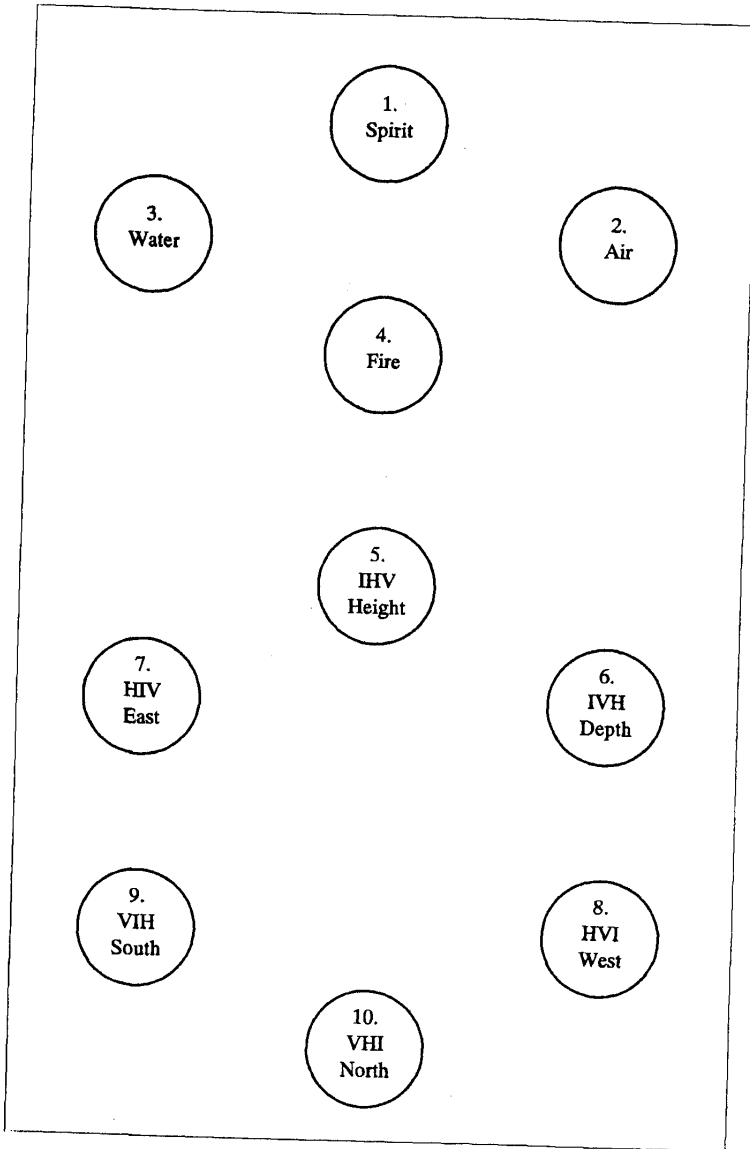 1.
Spirit
3.
Water
2.
Air
4.
Fire
5.
IHV
Height
7.
HIV
East
6.
IVH
Depth
9.
VIH
South
8.
HVI
West
10.
VHI
North